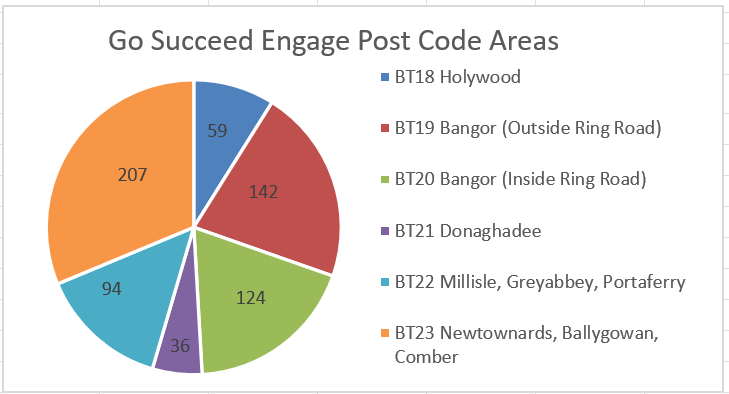 Go Succeed Engage Post Code Areas
BT18 Holywood
BT19 Bangor (Outside Ring Road)
BT20 Bangor (Inside Ring Road)
BT21 Donaghadee
BT22 Millisle, Greyabbey, Portaferry
BT23 Newtownards, Ballygowan,
Comber
59
142
124
36
94
207